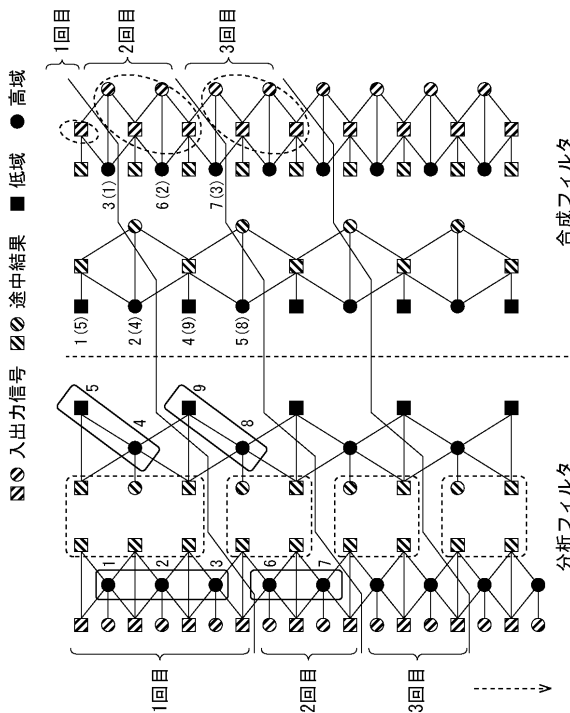 入出力信号 途中結果 低域 高域
1回目
2回目
3回目
3(1)
6(2)
7(3)
1(5)
2(4)
4(9)
5(8)
合成フィルタ
5
4
9
8
1
2
3
6
7
1回目
2回目
3回目
分析フィルタ